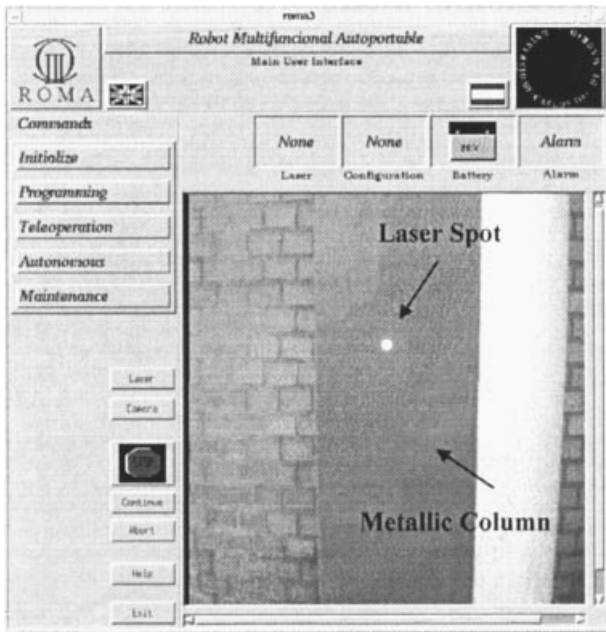 roma3
Robot Multifuncional Autoportable
Main User Interface
ROMA
Commands
Initialize
Programming
Teleoperation
Autonomous
Maintenance
None
None
Alarm
Laser
Configuration
Battery
Alarm
Laser Spot
Metallic Column
Laser
Camera
STOP
Continue
Abort
Help
Exit